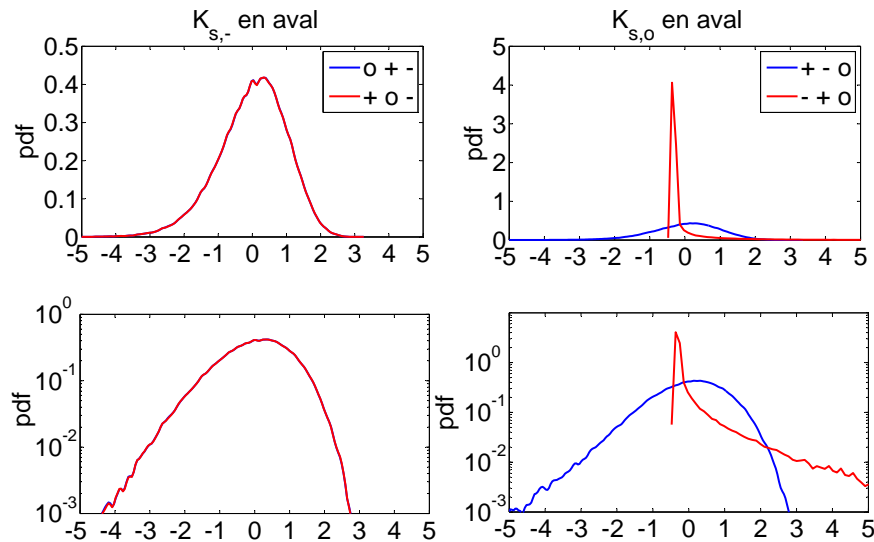 K_{s,-} en aval
K_{s,o} en aval
0.5
0.4
0.3
0.2
0.1
0
pdf
-5 -4 -3 -2 -1 0 1 2 3 4 5
o + -
+ o -
5
4
3
2
1
0
pdf
-5 -4 -3 -2 -1 0 1 2 3 4 5
+ - o
- + o
10^0
10^-1
10^-2
10^-3
pdf
-5 -4 -3 -2 -1 0 1 2 3 4 5
10^0
10^-1
10^-2
10^-3
pdf
-5 -4 -3 -2 -1 0 1 2 3 4 5